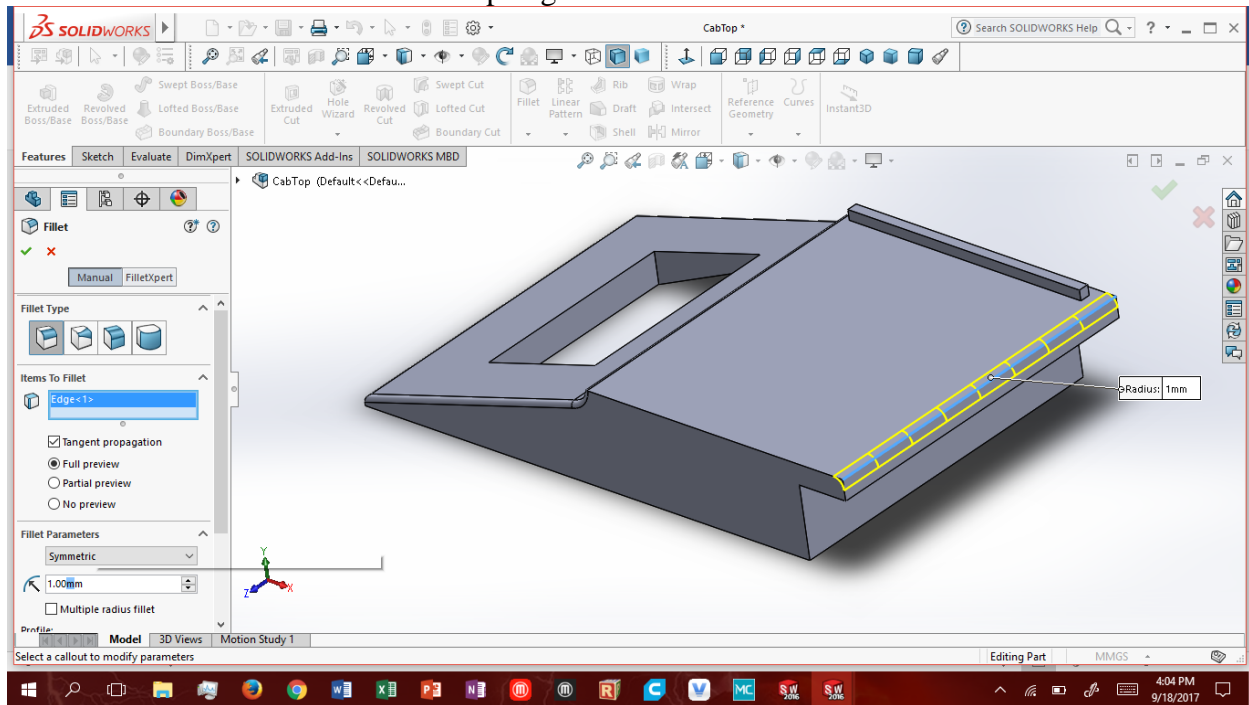 SOLIDWORKS CabTop * Search SOLIDWORKS Help
Swept Boss/Base
Lofted Boss/Base
Boundary Boss/Base
Extruded Boss/Base
Revolved Boss/Base
Extruded Cut
Hole Wizard
Revolved Cut
Swept Cut
Lofted Cut
Boundary Cut
Fillet
Linear Pattern
Rib
Draft
Shell
Wrap
Intersect
Mirror
Reference Geometry
Curves
Instant3D
Features Sketch Evaluate DimXpert SOLIDWORKS Add-Ins SOLIDWORKS MBD
CabTop (Default<<Defau...
Fillet
Manual FilletXpert
Fillet Type
Items To Fillet
Edge<1>
Tangent propagation
Full preview
Partial preview
No preview
Fillet Parameters
Symmetric
1.00mm
Multiple radius fillet
Profile:
Radius: 1mm
Y
Z
X
Model 3D Views Motion Study 1
Select a callout to modify parameters Editing Part MMGS
4:04 PM
9/18/2017